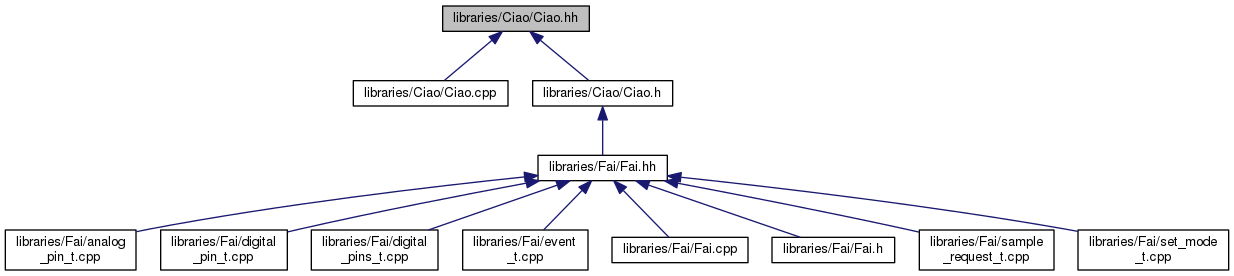 libraries/Ciao/Ciao.hh
libraries/Ciao/Ciao.cpp
libraries/Ciao/Ciao.h
libraries/Fai/Fai.hh
libraries/Fai/analog
_pin_t.cpp
libraries/Fai/digital
_pin_t.cpp
libraries/Fai/digital
_pins_t.cpp
libraries/Fai/event
_t.cpp
libraries/Fai/Fai.cpp
libraries/Fai/Fai.h
libraries/Fai/sample
_request_t.cpp
libraries/Fai/set_mode
_t.cpp